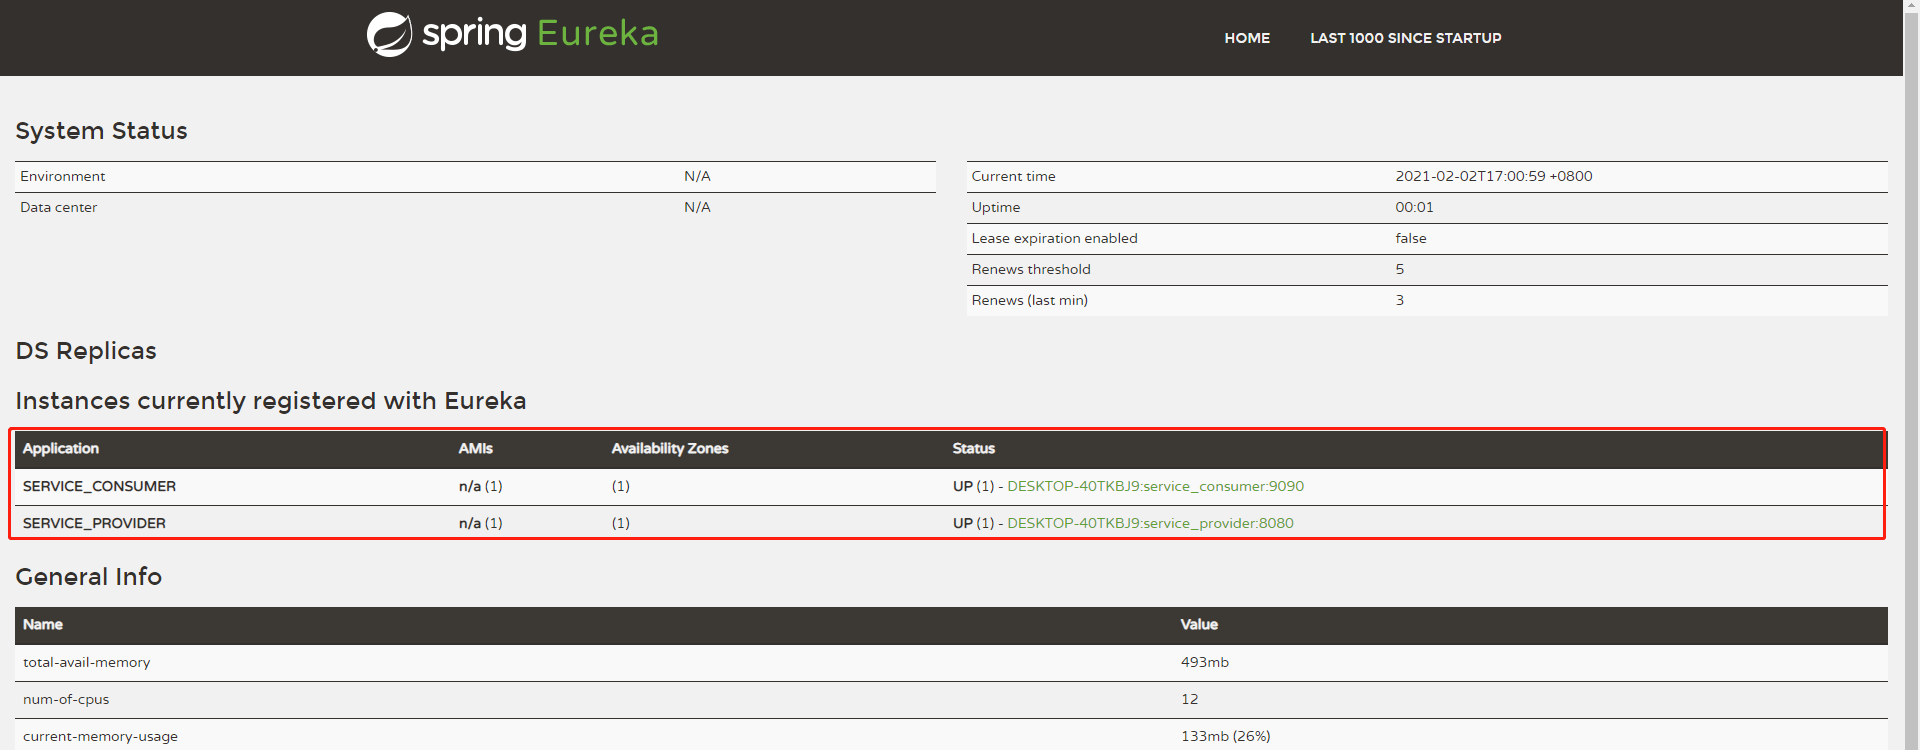 spring Eureka
HOME LAST 1000 SINCE STARTUP
System Status
Environment N/A
Data center N/A
Current time 2021-02-02T17:00:59 +0800
Uptime 00:01
Lease expiration enabled false
Renews threshold 5
Renews (last min) 3
DS Replicas
Instances currently registered with Eureka
Application AMIs Availability Zones Status
SERVICE_CONSUMER n/a (1) (1) UP (1) - DESKTOP-40TKBJ9:service_consumer:9090
SERVICE_PROVIDER n/a (1) (1) UP (1) - DESKTOP-40TKBJ9:service_provider:8080
General Info
Name Value
total-avail-memory 493mb
num-of-cpus 12
current-memory-usage 133mb (26%)